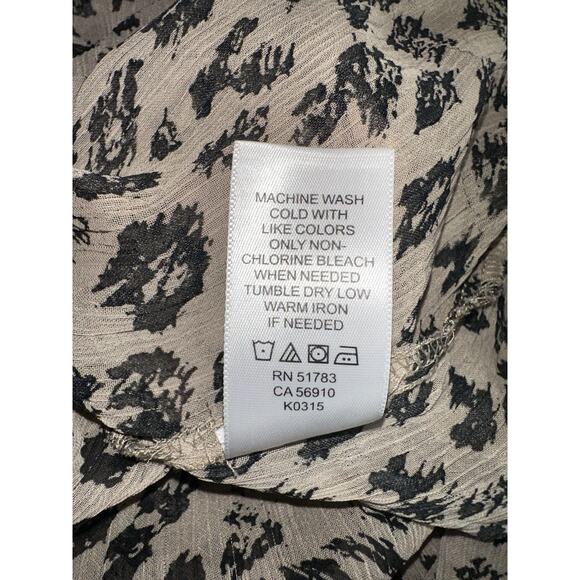 MACHINE WASH
COLD WITH
LIKE COLORS
ONLY NON-
CHLORINE BLEACH
WHEN NEEDED
TUMBLE DRY LOW
WARM IRON
IF NEEDED
RN 51783
CA 56910
K0315